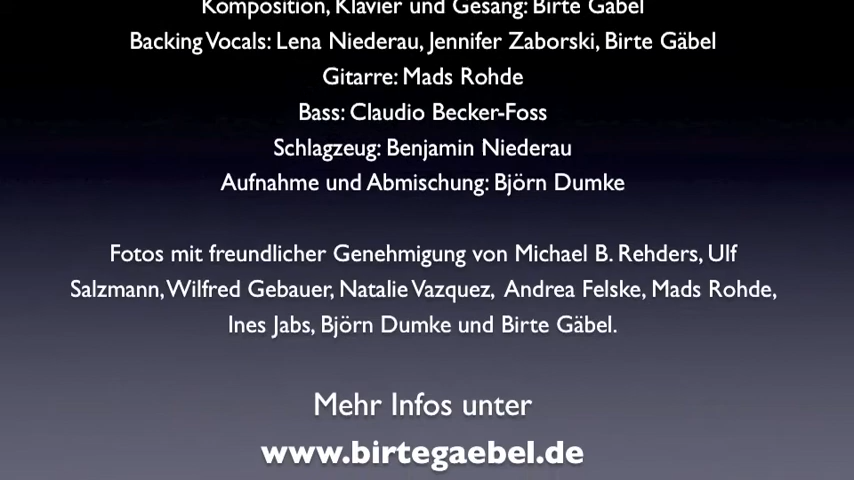 Komposition, Klavier und Gesang: Birte Gäbel
Backing Vocals: Lena Niederau, Jennifer Zaborski, Birte Gäbel
Gitarre: Mads Rohde
Bass: Claudio Becker-Foss
Schlagzeug: Benjamin Niederau
Aufnahme und Abmischung: Björn Dumke
Fotos mit freundlicher Genehmigung von Michael B. Rehders, Ulf
Salzmann, Wilfred Gebauer, Natalie Vazquez, Andrea Felske, Mads Rohde,
Ines Jabs, Björn Dumke und Birte Gäbel.
Mehr Infos unter
www.birtegaebel.de